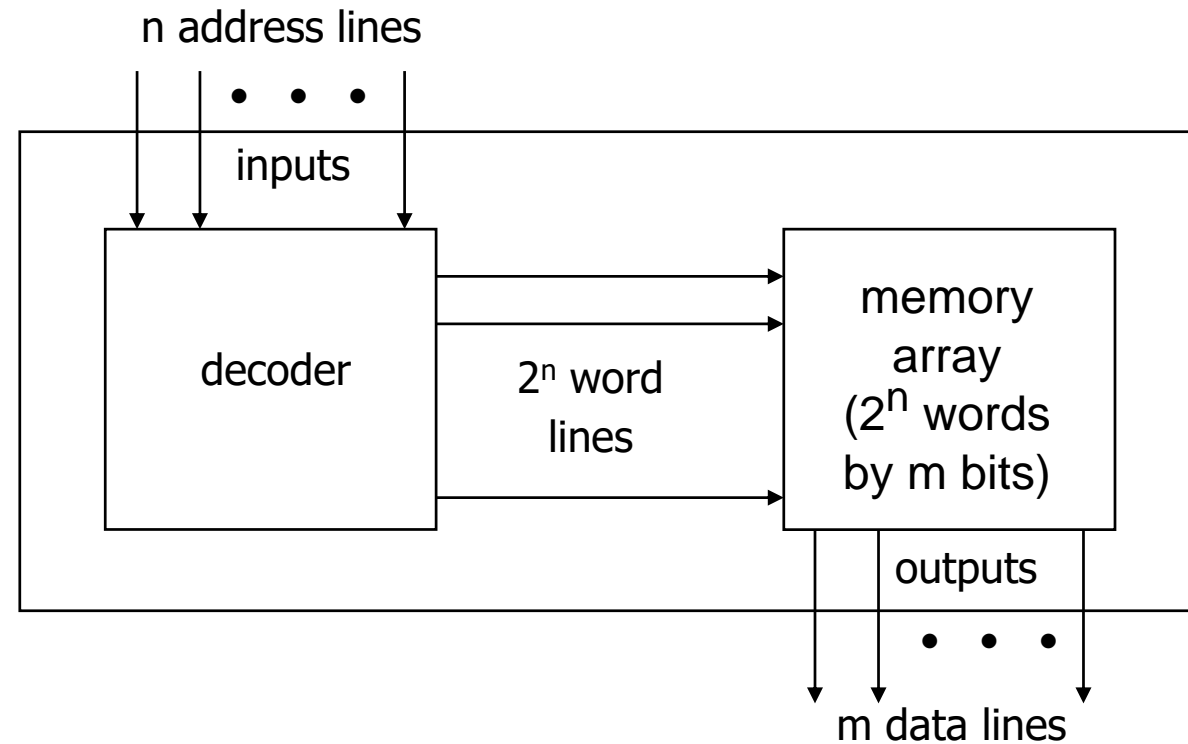 n address lines
• • •
inputs
decoder
2ⁿ word
lines
memory
array
(2ⁿ words
by m bits)
outputs
• • •
m data lines